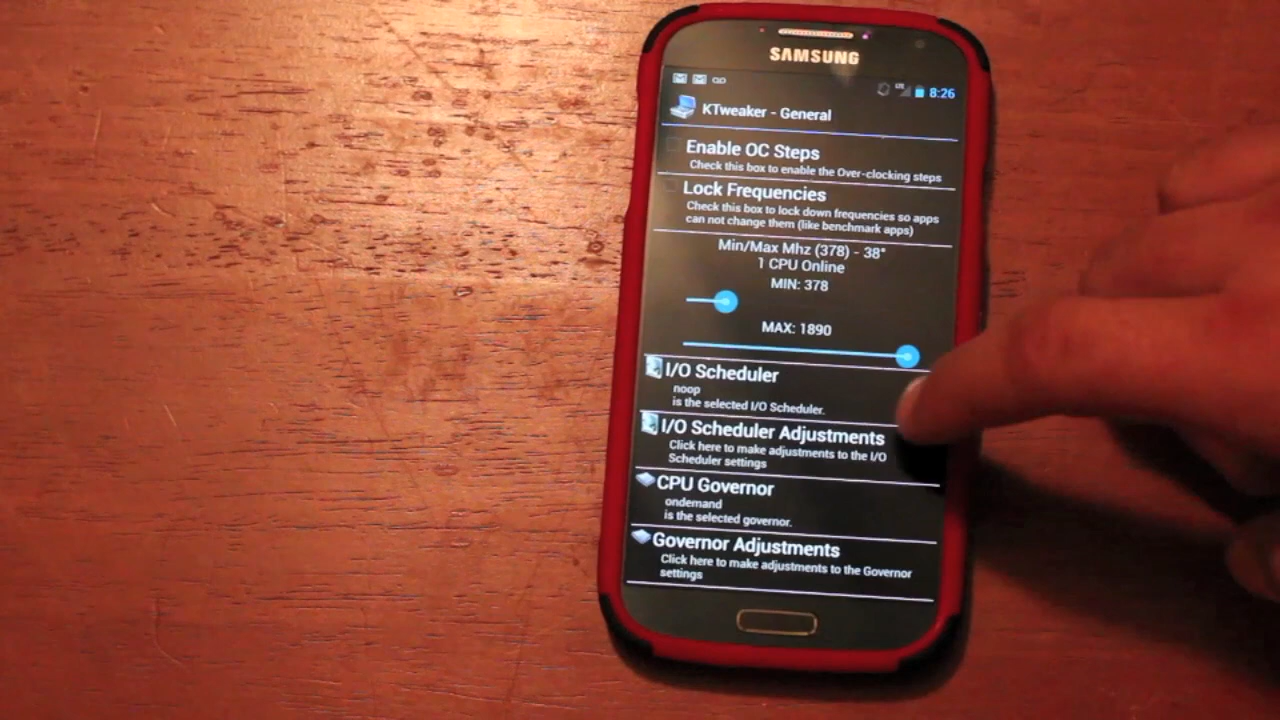 SAMSUNG
8:26
KTweaker - General
Enable OC Steps
Check this box to enable the Over-clocking steps
Lock Frequencies
Check this box to lock down frequencies so apps
can not change them (like benchmark apps)
Min/Max Mhz (378) - 38°
1 CPU Online
MIN: 378
MAX: 1890
I/O Scheduler
noop
is the selected I/O Scheduler.
I/O Scheduler Adjustments
Click here to make adjustments to the I/O
Scheduler settings
CPU Governor
ondemand
is the selected governor.
Governor Adjustments
Click here to make adjustments to the Governor
settings